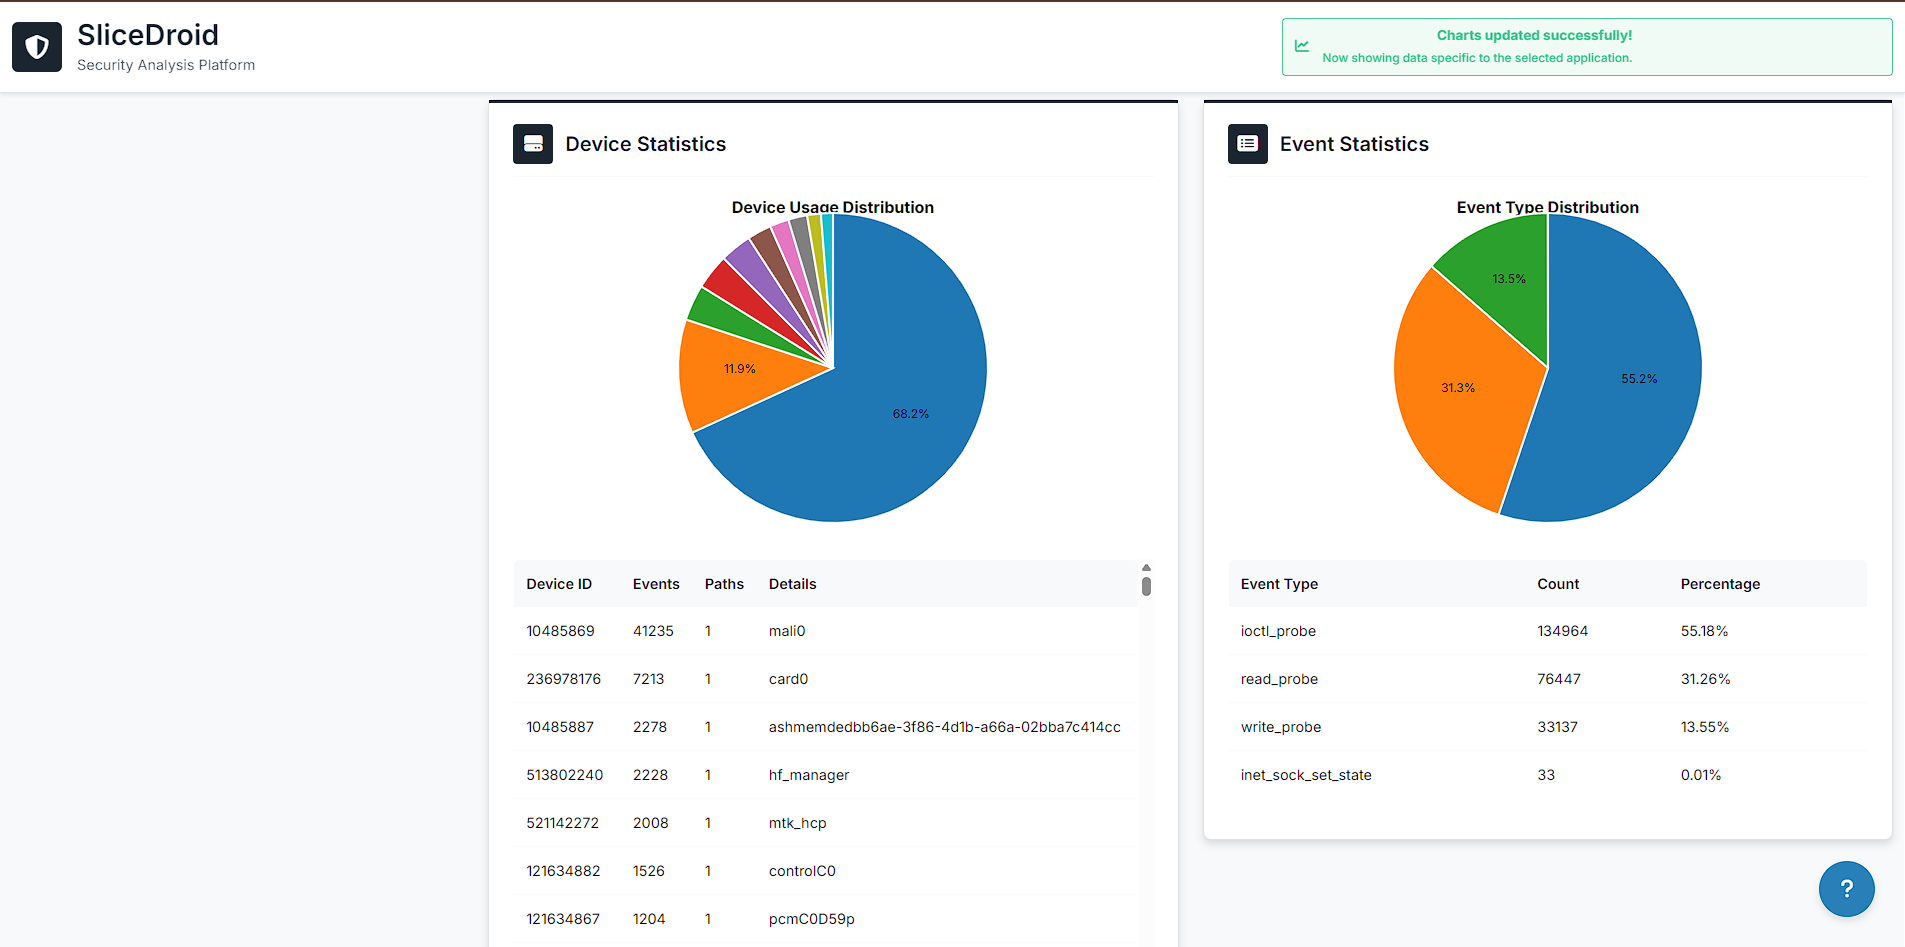 SliceDroid
Security Analysis Platform
Charts updated successfully!
Now showing data specific to the selected application.
Device Statistics
Device Usage Distribution
11.9%
68.2%
Device ID Events Paths Details
10485869 41235 1 mali0
236978176 7213 1 card0
10485887 2278 1 ashmemdedbb6ae-3f86-4d1b-a66a-02bba7c414cc
513802240 2228 1 hf_manager
521142272 2008 1 mtk_hcp
121634882 1526 1 controlC0
121634867 1204 1 pcmC0D59p
Event Statistics
Event Type Distribution
13.5%
31.3%
55.2%
Event Type Count Percentage
ioctl_probe 134964 55.18%
read_probe 76447 31.26%
write_probe 33137 13.55%
inet_sock_set_state 33 0.01%
?